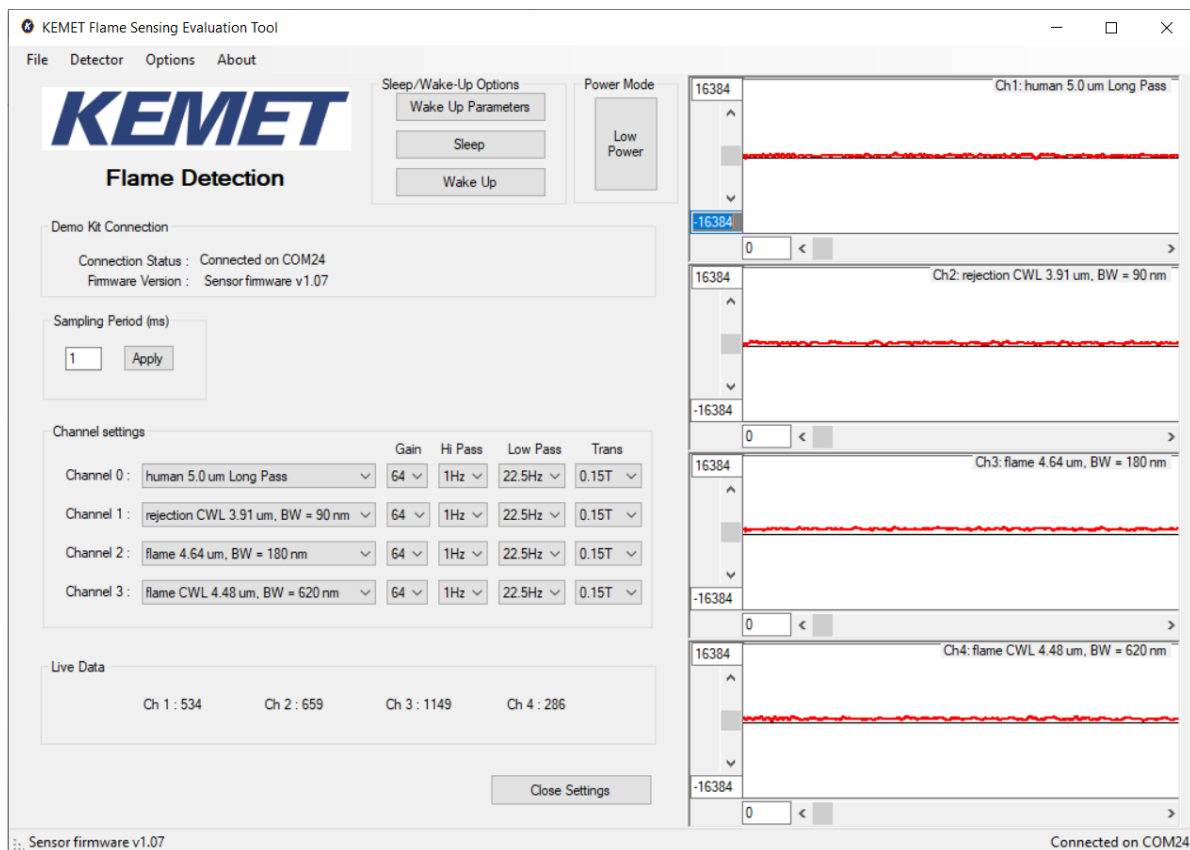 KEMET Flame Sensing Evaluation Tool
File Detector Options About
KEMET
Flame Detection
Sleep/Wake-Up Options
Wake Up Parameters
Sleep
Wake Up
Power Mode
Low
Power
Demo Kit Connection
Connection Status : Connected on COM24
Firmware Version : Sensor firmware v1.07
Sampling Period (ms)
1 Apply
Channel settings
Gain Hi Pass Low Pass Trans
Channel 0 : human 5.0 um Long Pass 64 1Hz 22.5Hz 0.15T
Channel 1 : rejection CWL 3.91 um, BW = 90 nm 64 1Hz 22.5Hz 0.15T
Channel 2 : flame 4.64 um, BW = 180 nm 64 1Hz 22.5Hz 0.15T
Channel 3 : flame CWL 4.48 um, BW = 620 nm 64 1Hz 22.5Hz 0.15T
Live Data
Ch 1 : 534 Ch 2 : 659 Ch 3 : 1149 Ch 4 : 286
Close Settings
16384 Ch1: human 5.0 um Long Pass
-16384
0
16384 Ch2: rejection CWL 3.91 um, BW = 90 nm
-16384
0
16384 Ch3: flame 4.64 um, BW = 180 nm
-16384
0
16384 Ch4: flame CWL 4.48 um, BW = 620 nm
-16384
0
Sensor firmware v1.07 Connected on COM24